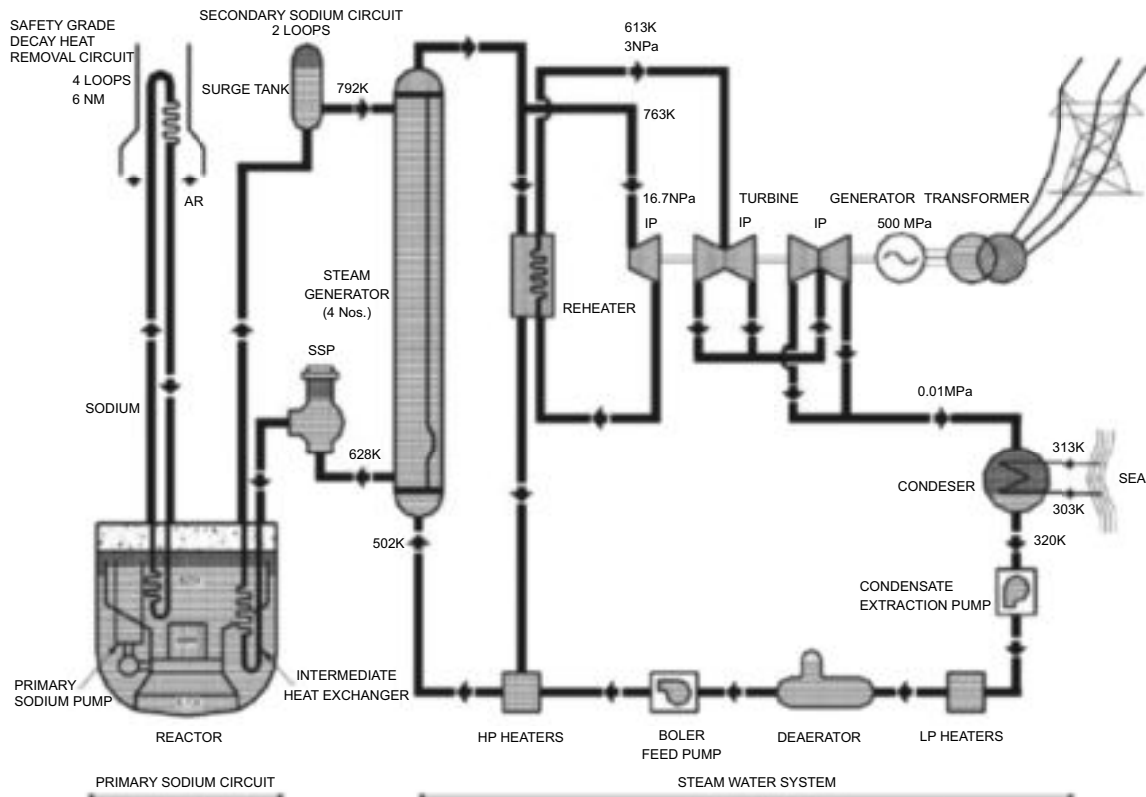 SAFETY GRADE
DECAY HEAT
REMOVAL CIRCUIT
4 LOOPS
6 NM
SECONDARY SODIUM CIRCUIT
2 LOOPS
SURGE TANK
792K
613K
3NPa
763K
AR
16.7NPa
IP
TURBINE
IP
IP
GENERATOR
500 MPa
TRANSFORMER
STEAM
GENERATOR
(4 Nos.)
REHEATER
SSP
SODIUM
628K
0.01MPa
313K
CONDESER
SEA
303K
502K
320K
CONDENSATE
EXTRACTION PUMP
PRIMARY
SODIUM PUMP
INTERMEDIATE
HEAT EXCHANGER
REACTOR
HP HEATERS
BOLER
FEED PUMP
DEAERATOR
LP HEATERS
PRIMARY SODIUM CIRCUIT
STEAM WATER SYSTEM